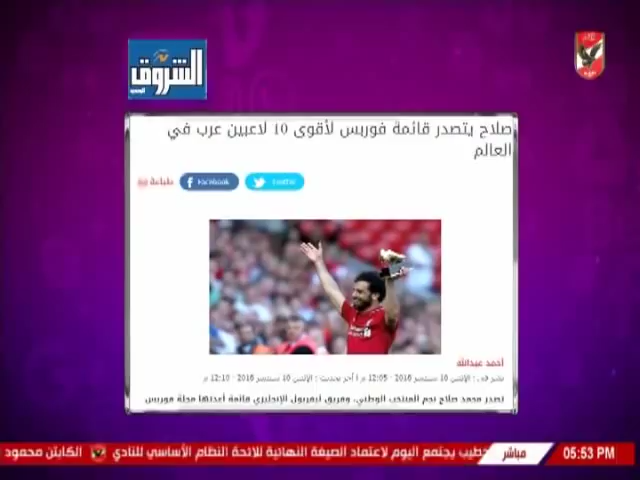 الشروق
صلاح يتصدر قائمة فوربس لأقوى 10 لاعبين عرب في
العالم
طباعة
Facebook
Twitter
أحمد عبدالله
نشر فى : الإثنين 10 سبتمبر 2018 - 12:05 م | آخر تحديث : الإثنين 10 سبتمبر 2018 - 12:10 م
تصدر محمد صلاح نجم المنتخب الوطني، وفريق ليفربول الإنجليزي قائمة أعدتها مجلة فوربس
05:53 PM
مباشر
خطيب يجتمع اليوم لاعتماد الصيغة النهائية للائحة النظام الأساسي للنادي
الكابتن محمود